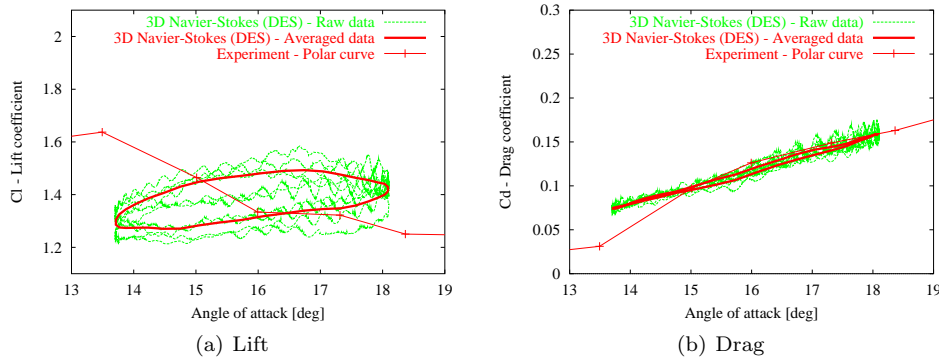 3D Navier-Stokes (DES) - Raw data
3D Navier-Stokes (DES) - Averaged data
Experiment - Polar curve
2
1.8
1.6
1.4
1.2
Cl - Lift coefficient
13 14 15 16 17 18 19
Angle of attack [deg]
(a) Lift
3D Navier-Stokes (DES) - Raw data)
3D Navier-Stokes (DES) - Averaged data
Experiment - Polar curve
0.3
0.25
0.2
0.15
0.1
0.05
0
Cd - Drag coefficient
13 14 15 16 17 18 19
Angle of attack [deg]
(b) Drag